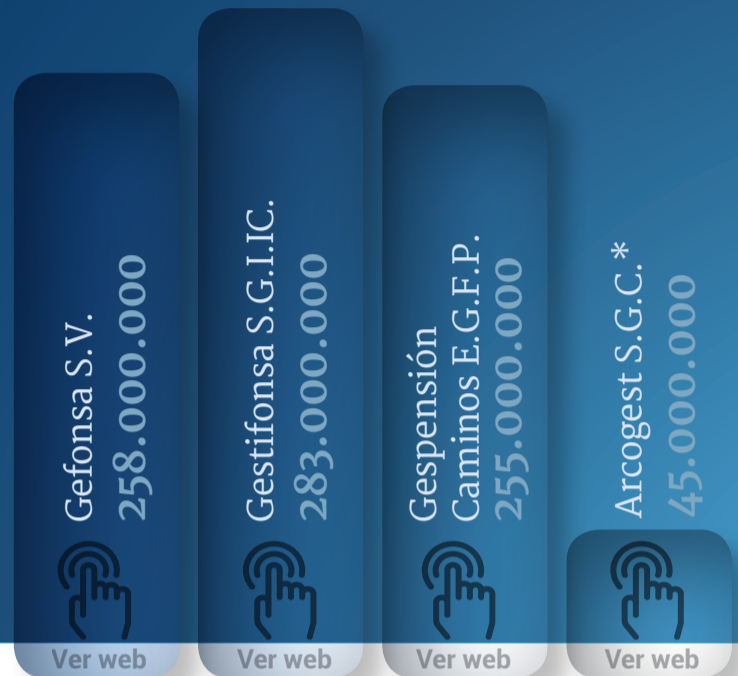 Gefonsa S.V.
258.000.000
Ver web
Gestifonsa S.G.I.IC.
283.000.000
Ver web
Gespensión
Caminos E.G.F.P.
255.000.000
Ver web
Arcogest S.G.C.*
45.000.000
Ver web